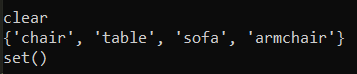 clear
{'chair', 'table', 'sofa', 'armchair'}
set()